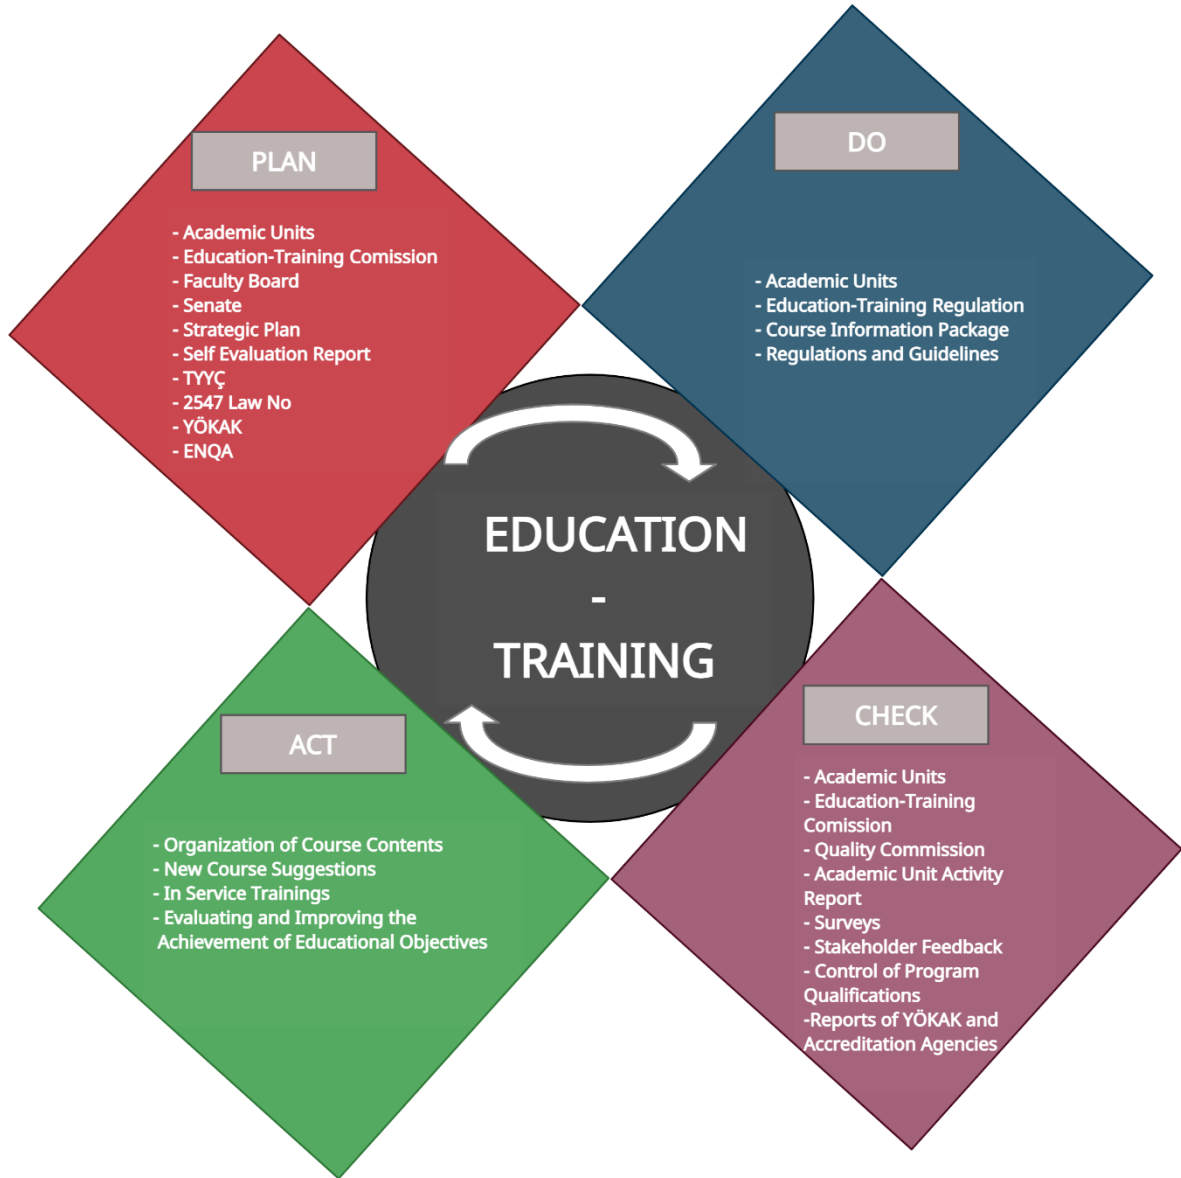 PLAN
- Academic Units
- Education-Training Comission
- Faculty Board
- Senate
- Strategic Plan
- Self Evaluation Report
- TYYÇ
- 2547 Law No
- YÖKAK
- ENQA
DO
- Academic Units
- Education-Training Regulation
- Course Information Package
- Regulations and Guidelines
EDUCATION
-
TRAINING
ACT
- Organization of Course Contents
- New Course Suggestions
- In Service Trainings
- Evaluating and Improving the
Achievement of Educational Objectives
CHECK
- Academic Units
- Education-Training
Comission
- Quality Commission
- Academic Unit Activity
Report
- Surveys
- Stakeholder Feedback
- Control of Program
Qualifications
-Reports of YÖKAK and
Accreditation Agencies